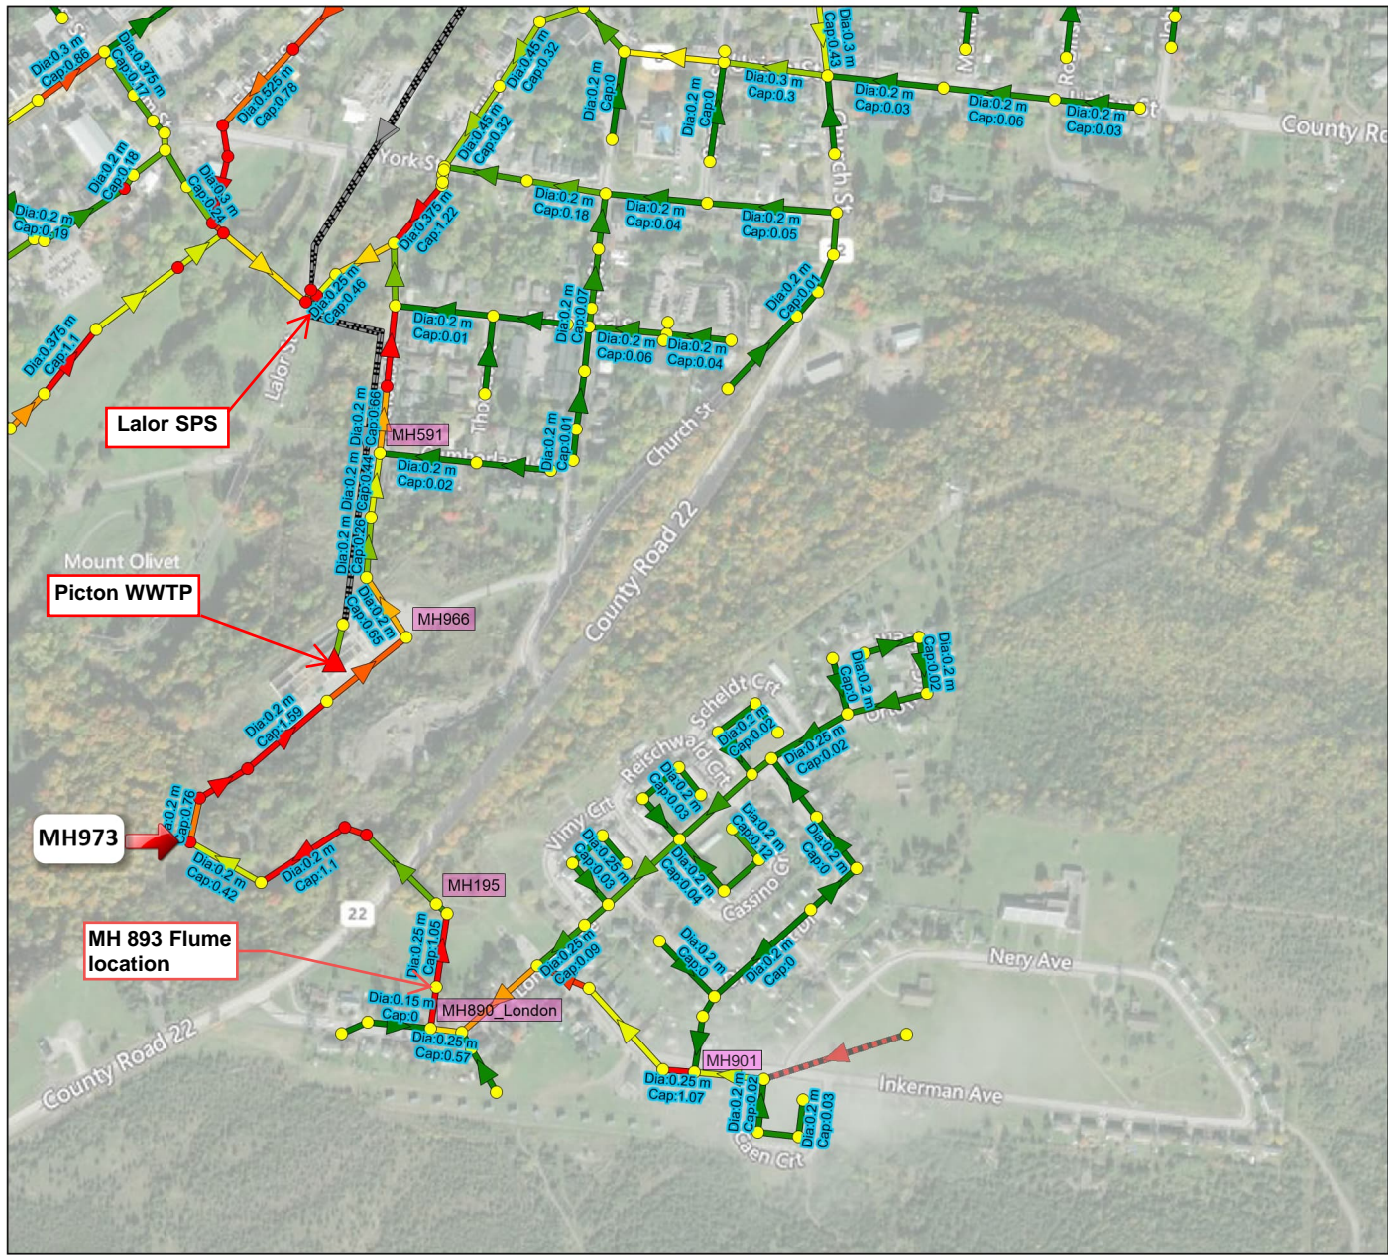 Dia:0.3 m
Cap:0.86
Dia:0.375 m
Cap:0.17
Dia:0.525 m
Cap:0.78
Dia:0.45 m
Cap:0.32
Dia:0.2 m
Cap:0
Dia:0.2 m
Cap:0
Dia:0.3 m
Cap:0.3
Dia:0.3 m
Cap:0.43
Dia:0.2 m
Cap:0.03
Dia:0.2 m
Cap:0.06
Dia:0.2 m
Cap:0.03
County Rd
Church St
York St
Dia:0.45 m
Cap:0.32
Dia:0.2 m
Cap:0.18
Dia:0.2 m
Cap:0.19
Dia:0.3 m
Cap:0.24
Dia:0.375 m
Cap:1.22
Dia:0.2 m
Cap:0.18
Dia:0.2 m
Cap:0.04
Dia:0.2 m
Cap:0.05
Dia:0.25 m
Cap:0.46
Dia:0.2 m
Cap:0.01
Dia:0.375 m
Cap:1.1
Dia:0.2 m
Cap:0.01
Dia:0.2 m
Cap:0.07
Dia:0.2 m
Cap:0.06
Dia:0.2 m
Cap:0.04
Lalor SPS
Dia:0.2 m
Cap:0.66
MH591
Dia:0.2 m
Cap:0.02
Dia:0.2 m
Cap:0.01
Church St
Dia:0.2 m
Cap:0.44
Dia:0.2 m
Cap:0.26
Mount Olivet
Picton WWTP
Dia:0.2 m
Cap:0.65
MH966
County Road 22
Dia:0.2 m
Cap:1.59
Scheldt Crt
Reischwald Crt
Vimy Crt
Cassino Crt
Dia:0.2 m
Cap:0
Dia:0.2 m
Cap:0.02
Dia:0.2 m
Cap:0.02
Dia:0.25 m
Cap:0.02
Dia:0.2 m
Cap:0.03
Dia:0.2 m
Cap:0.12
Dia:0.2 m
Cap:0
Dia:0.25 m
Cap:0.03
Dia:0.2 m
Cap:0.04
Cap:0.76
MH973
Dia:0.2 m
Cap:0.42
Dia:0.2 m
Cap:1.1
MH195
22
MH 893 Flume
location
Dia:0.25 m
Cap:1.05
Dia:0.25 m
Cap:0.09
Dia:0.2 m
Cap:0
Dia:0.2 m
Cap:0
Nery Ave
Dia:0.15 m
Cap:0
MH890_London
Dia:0.25 m
Cap:0.57
MH901
Dia:0.25 m
Cap:1.07
Dia:0.2 m
Cap:0.02
Dia:0.2 m
Cap:0.03
Inkerman Ave
Caen Crt
County Road 22